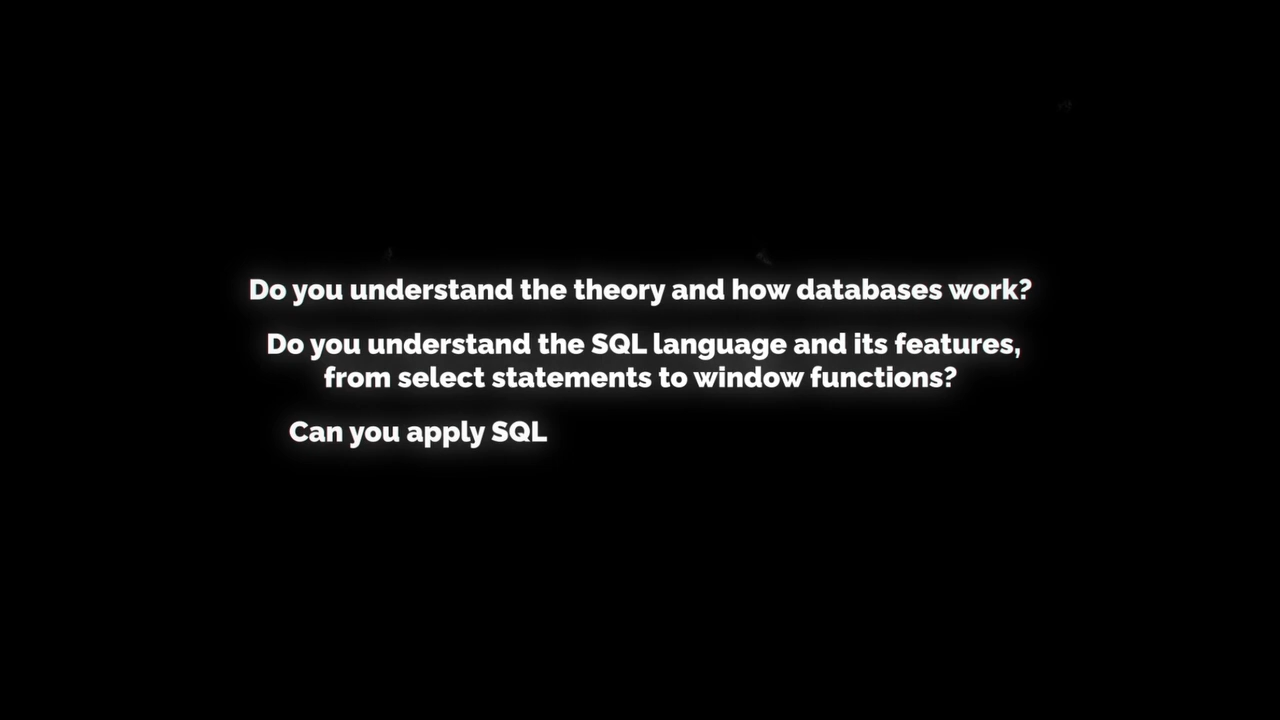 Do you understand the theory and how databases work?
Do you understand the SQL language and its features,
from select statements to window functions?
Can you apply SQL